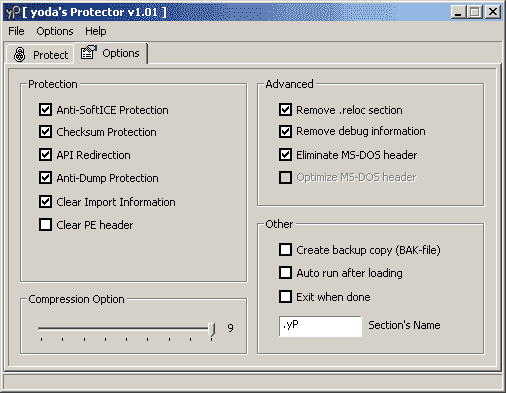 yP [ yoda's Protector v1.01 ]
File Options Help
Protect Options
Protection
Anti-SoftICE Protection
Checksum Protection
API Redirection
Anti-Dump Protection
Clear Import Information
Clear PE header
Compression Option
9
Advanced
Remove .reloc section
Remove debug information
Eliminate MS-DOS header
Optimize MS-DOS header
Other
Create backup copy (BAK-file)
Auto run after loading
Exit when done
.yP Section's Name